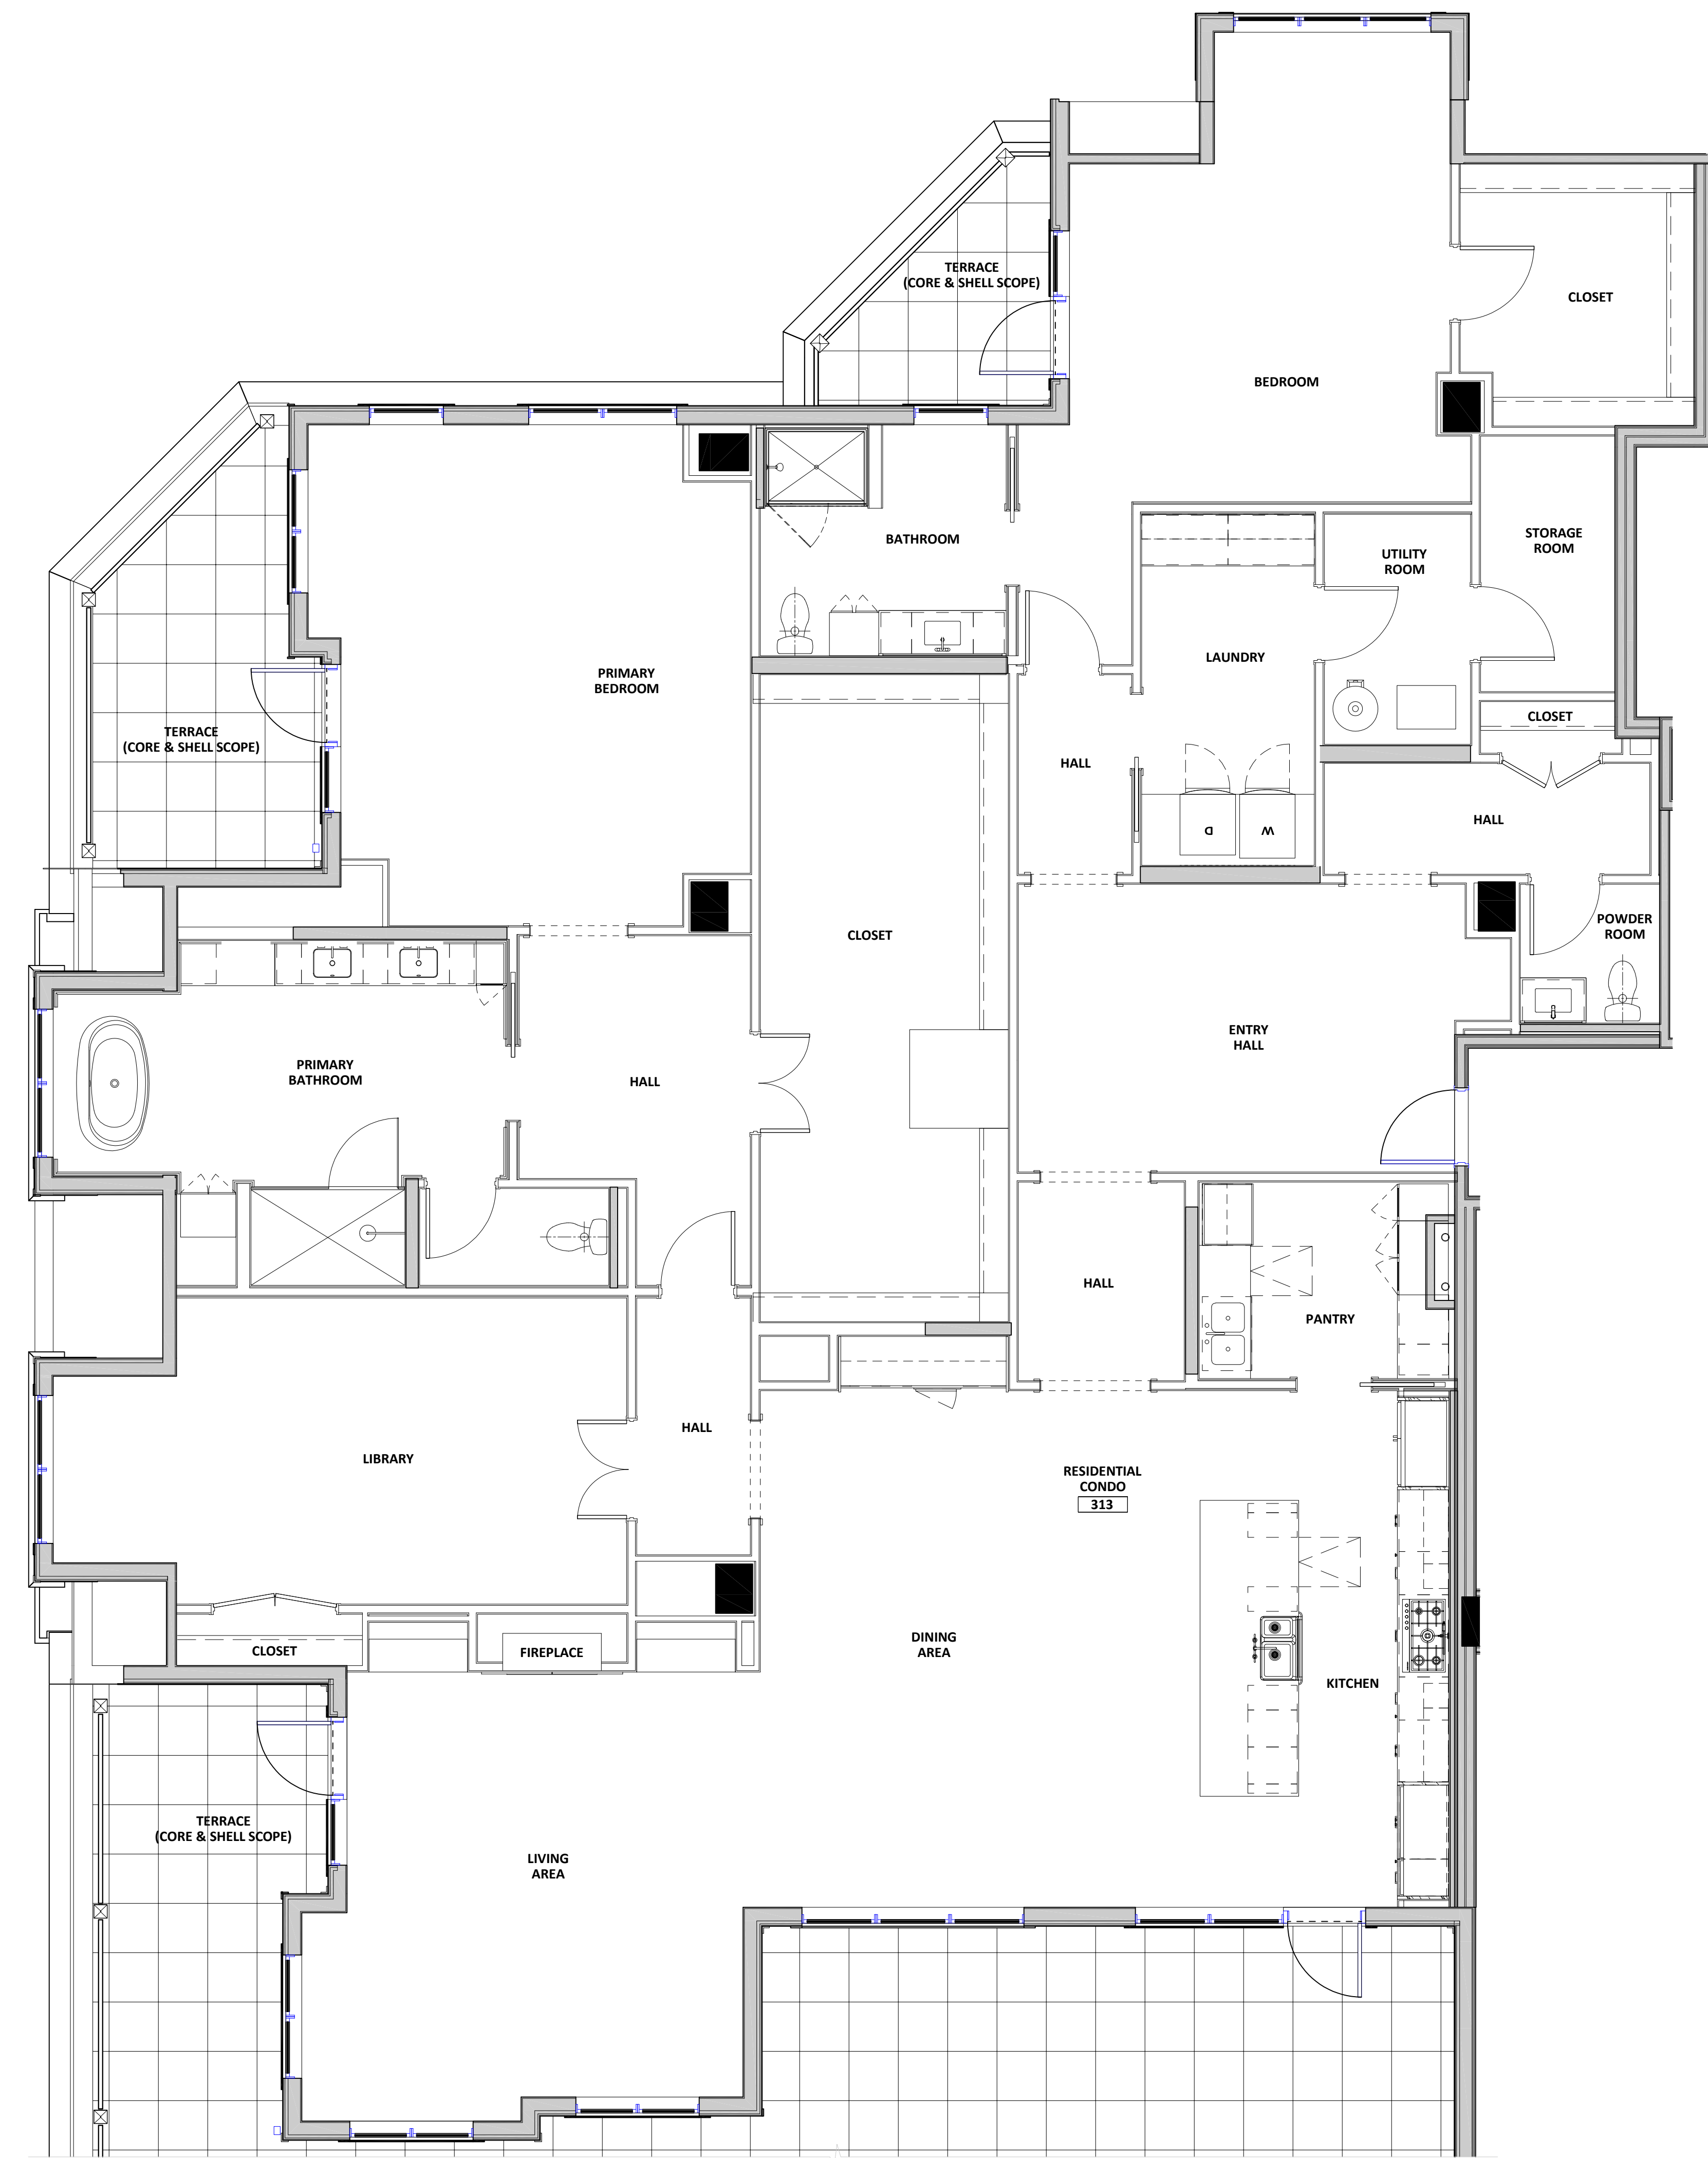 TERRACE
(CORE & SHELL SCOPE)
CLOSET
BEDROOM
BATHROOM
STORAGE
ROOM
UTILITY
ROOM
LAUNDRY
PRIMARY
BEDROOM
CLOSET
TERRACE
(CORE & SHELL SCOPE)
HALL
HALL
D
W
POWDER
ROOM
CLOSET
ENTRY
HALL
PRIMARY
BATHROOM
HALL
HALL
PANTRY
HALL
LIBRARY
RESIDENTIAL
CONDO
313
DINING
AREA
CLOSET
FIREPLACE
KITCHEN
TERRACE
(CORE & SHELL SCOPE)
LIVING
AREA